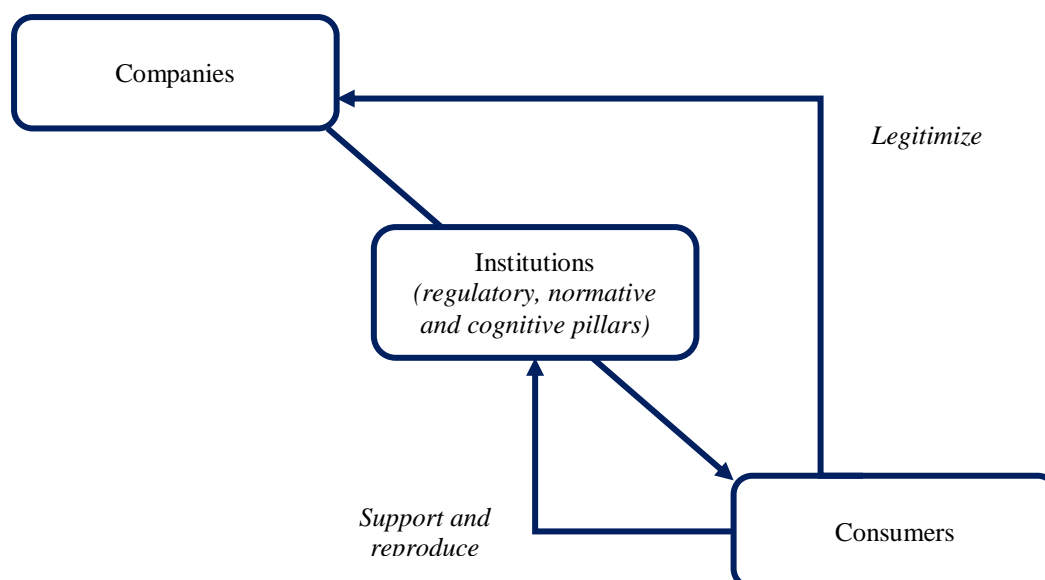 Companies
Legitimize
Institutions
(regulatory, normative
and cognitive pillars)
Support and
reproduce
Consumers